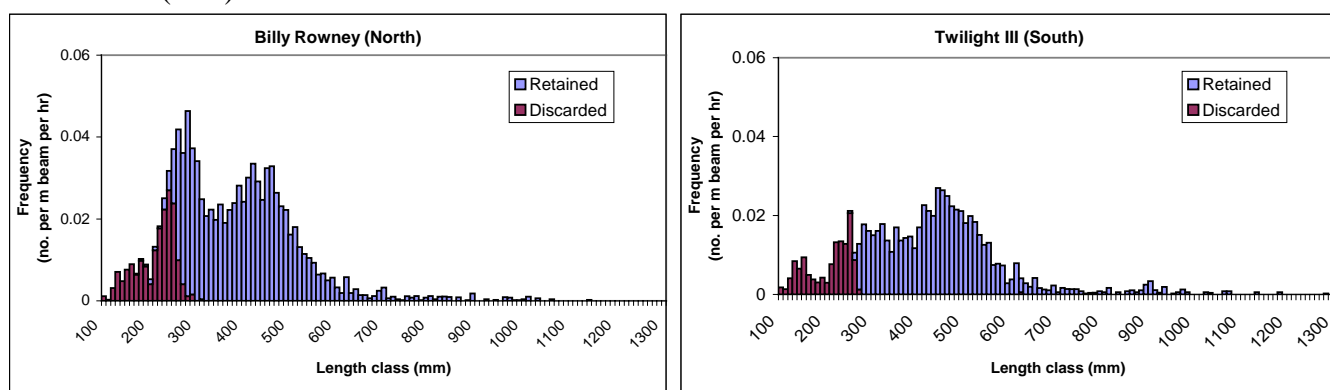 Billy Rowney (North)
0.06
0.04
0.02
0
Frequency
(no. per m beam per hr)
Retained
Discarded
100
200
300
400
500
600
700
800
900
1000
1100
1200
1300
Length class (mm)
Twilight III (South)
0.06
0.04
0.02
0
Frequency
(no. per m beam per hr)
Retained
Discarded
100
200
300
400
500
600
700
800
900
1000
1100
1200
1300
Length class (mm)